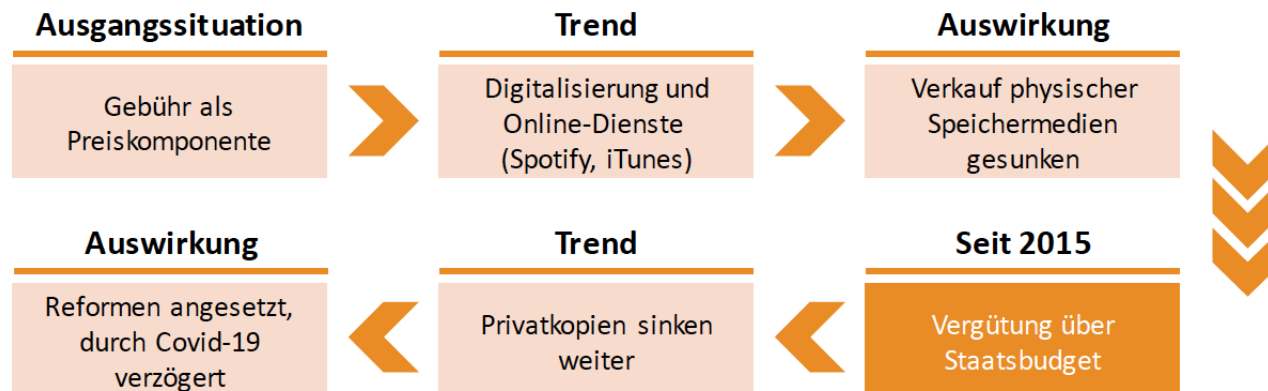 Ausgangssituation
Gebühr als
Preiskomponente
Trend
Digitalisierung und
Online-Dienste
(Spotify, iTunes)
Auswirkung
Verkauf physischer
Speichermedien
gesunken
Seit 2015
Vergütung über
Staatsbudget
Trend
Privatkopien sinken
weiter
Auswirkung
Reformen angesetzt,
durch Covid-19
verzögert